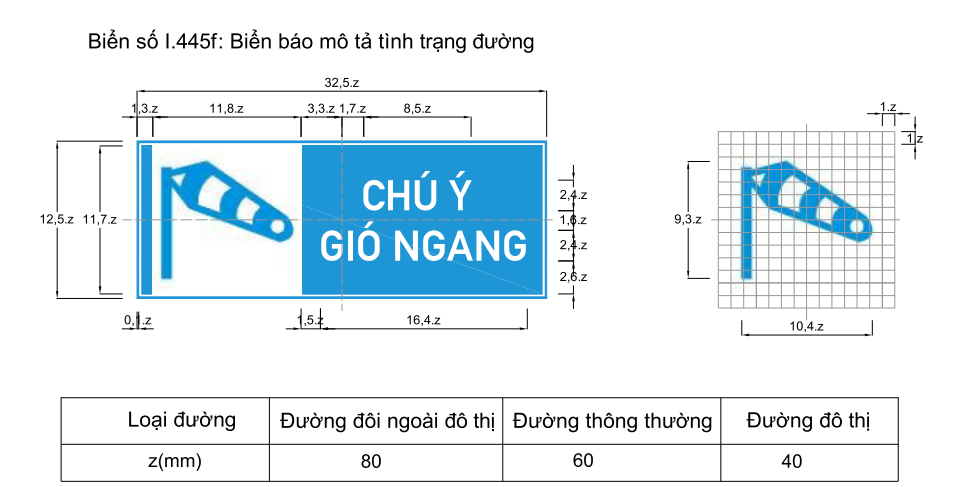 Biển số I.445f: Biển báo mô tả tình trạng đường
32,5.z
1,3.z 11,8.z 3,3.z 1,7.z 8,5.z
1.z
1.z
12,5.z 11,7.z
CHÚ Ý
GIÓ NGANG
2,4.z
1,6.z
2,4.z
2,6.z
9,3.z
0,1.z 1,5.z 16,4.z
10,4.z
Loại đường Đường đôi ngoài đô thị Đường thông thường Đường đô thị
z(mm) 80 60 40